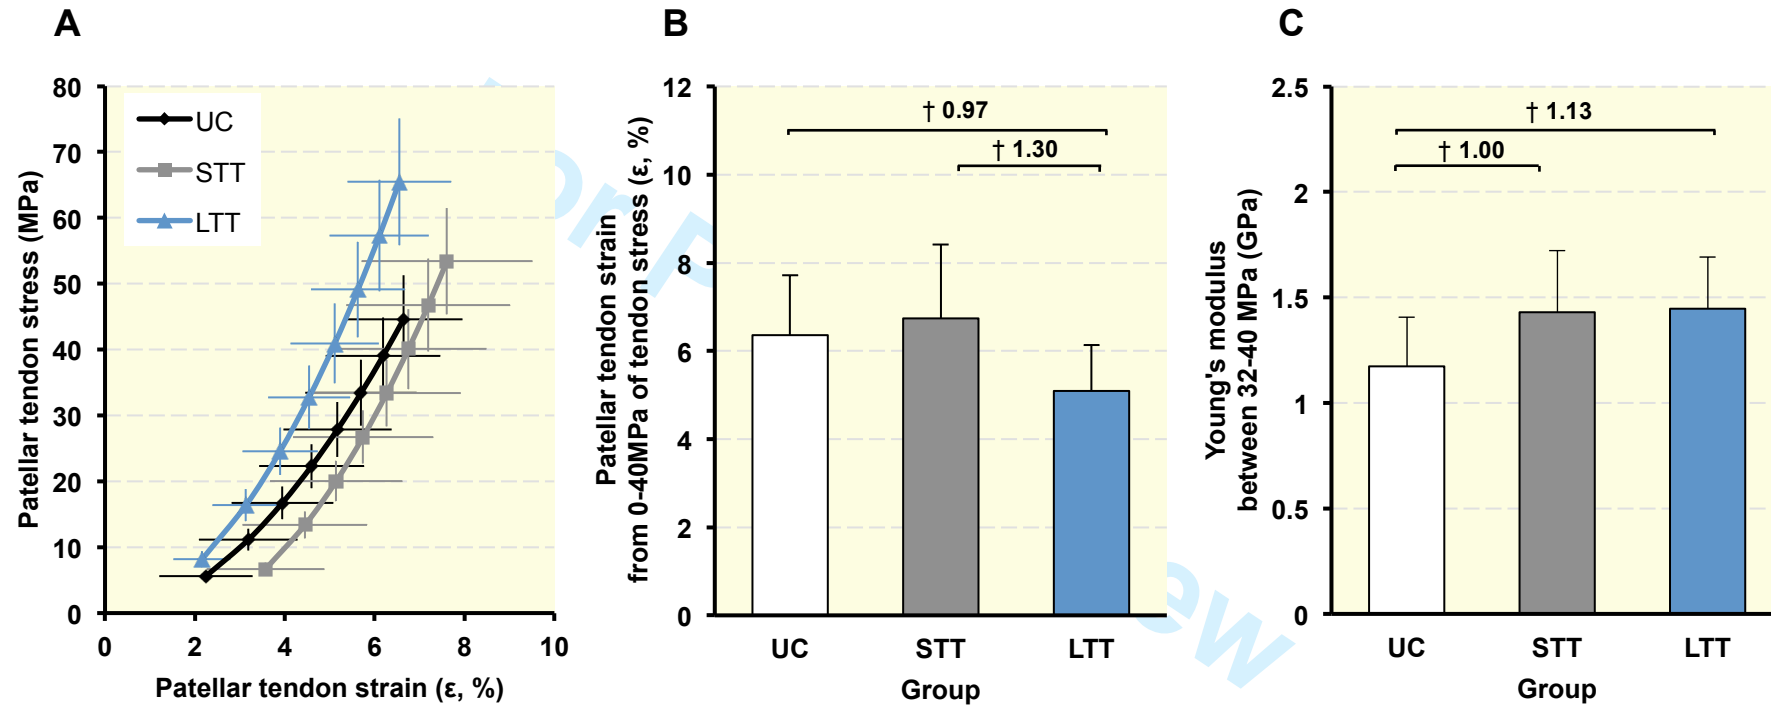 A
80
70
60
50
40
30
20
10
0
0 2 4 6 8 10
Patellar tendon stress (MPa)
Patellar tendon strain (ε, %)
UC
STT
LTT
B
12
10
8
6
4
2
0
Patellar tendon strain
from 0-40MPa of tendon stress (ε, %)
† 0.97
† 1.30
UC STT LTT
Group
C
2.5
2
1.5
1
0.5
0
Young's modulus
between 32-40 MPa (GPa)
† 1.13
† 1.00
UC STT LTT
Group